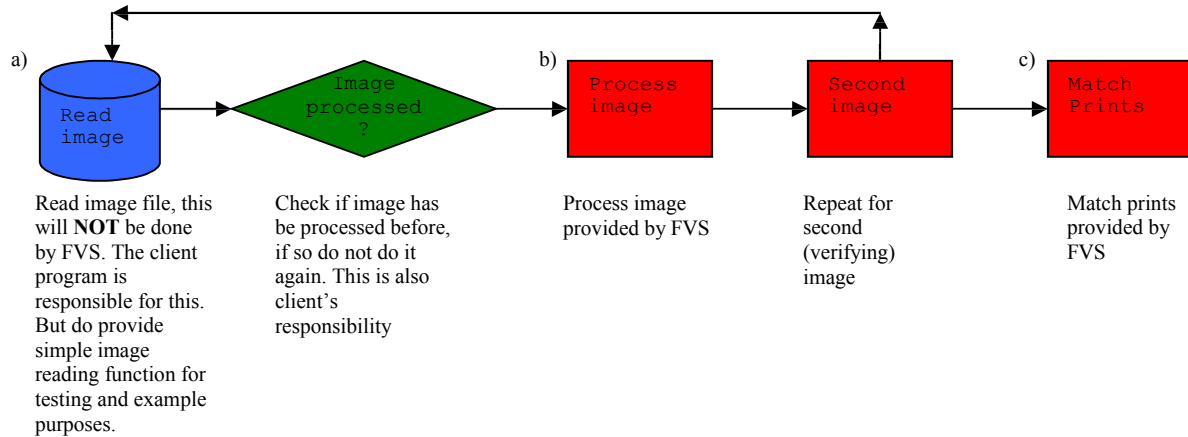 a)
Read
image
Image
processed
?
b)
Process
image
Second
image
c)
Match
Prints
Read image file, this
will NOT be done
by FVS. The client
program is
responsible for this.
But do provide
simple image
reading function for
testing and example
purposes.
Check if image has
be processed before,
if so do not do it
again. This is also
client’s
responsibility
Process image
provided by FVS
Repeat for
second
(verifying)
image
Match prints
provided by
FVS